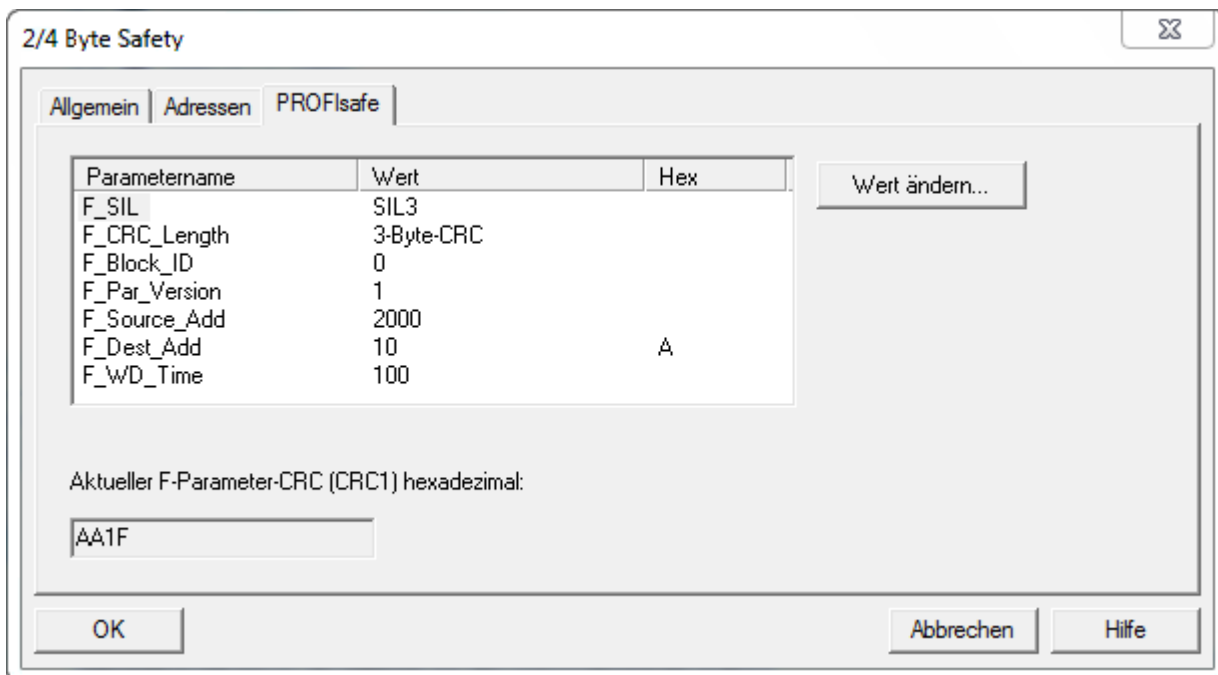 2/4 Byte Safety
Allgemein Adressen PROFIsafe
Parametername Wert Hex
F_SIL SIL3
F_CRC_Length 3-Byte-CRC
F_Block_ID 0
F_Par_Version 1
F_Source_Add 2000
F_Dest_Add 10 A
F_WD_Time 100
Wert ändern...
Aktueller F-Parameter-CRC (CRC1) hexadezimal:
AA1F
OK Abbrechen Hilfe